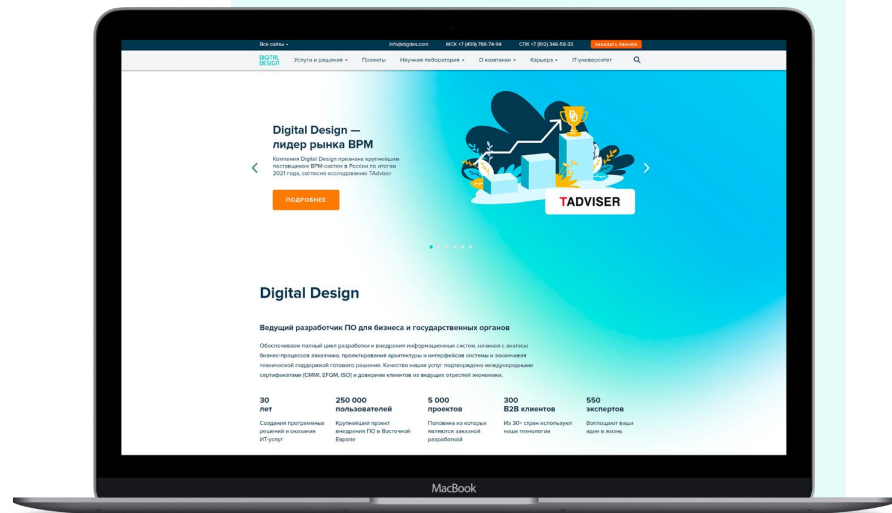 Все сайты
info@digdes.com
МСК +7 (499) 788-74-94
СПб +7 (812) 346-58-33
ЗАКАЗАТЬ ЗВОНОК
DIGITAL
DESIGN
Услуги и решения
Проекты
Научная лаборатория
О компании
Карьера
IT-университет
Digital Design —
лидер рынка BPM
Компания Digital Design признана крупнейшим
поставщиком BPM-систем в России по итогам
2021 года, согласно исследованию TAdviser
ПОДРОБНЕЕ
TADVISER
Digital Design
Ведущий разработчик ПО для бизнеса и государственных органов
Обеспечиваем полный цикл разработки и внедрения информационных систем, начиная с анализа
бизнес-процессов заказчика, проектирования архитектуры и интерфейсов системы и заканчивая
технической поддержкой готового решения. Качество наших услуг подтверждено международными
сертификатами (CMMI, EFQM, ISO) и доверием клиентов из ведущих отраслей экономики.
30
лет
Создания программных
решений и оказания
ИТ-услуг
250 000
пользователей
Крупнейший проект
внедрения ПО в Восточной
Европе
5 000
проектов
Половина из которых
являются заказной
разработкой
300
B2B клиентов
Из 30+ стран используют
наши технологии
550
экспертов
Воплощают ваши
идеи в жизнь
MacBook